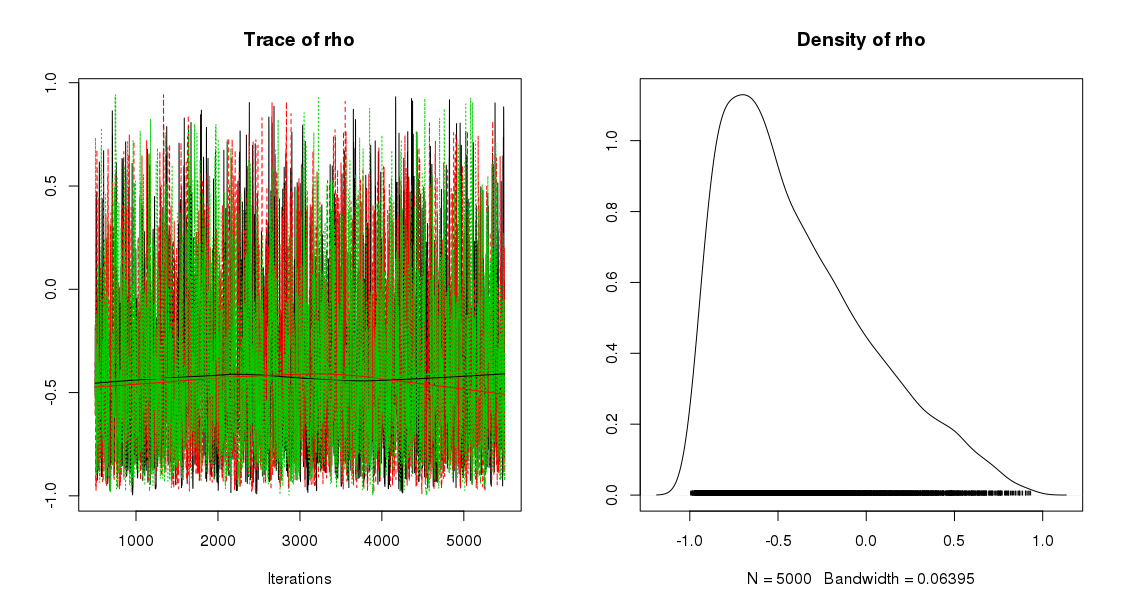 Trace of rho
1.0
0.5
0.0
-0.5
-1.0
1000 2000 3000 4000 5000
Iterations
Density of rho
1.0
0.8
0.6
0.4
0.2
0.0
-1.0 -0.5 0.0 0.5 1.0
N = 5000 Bandwidth = 0.06395